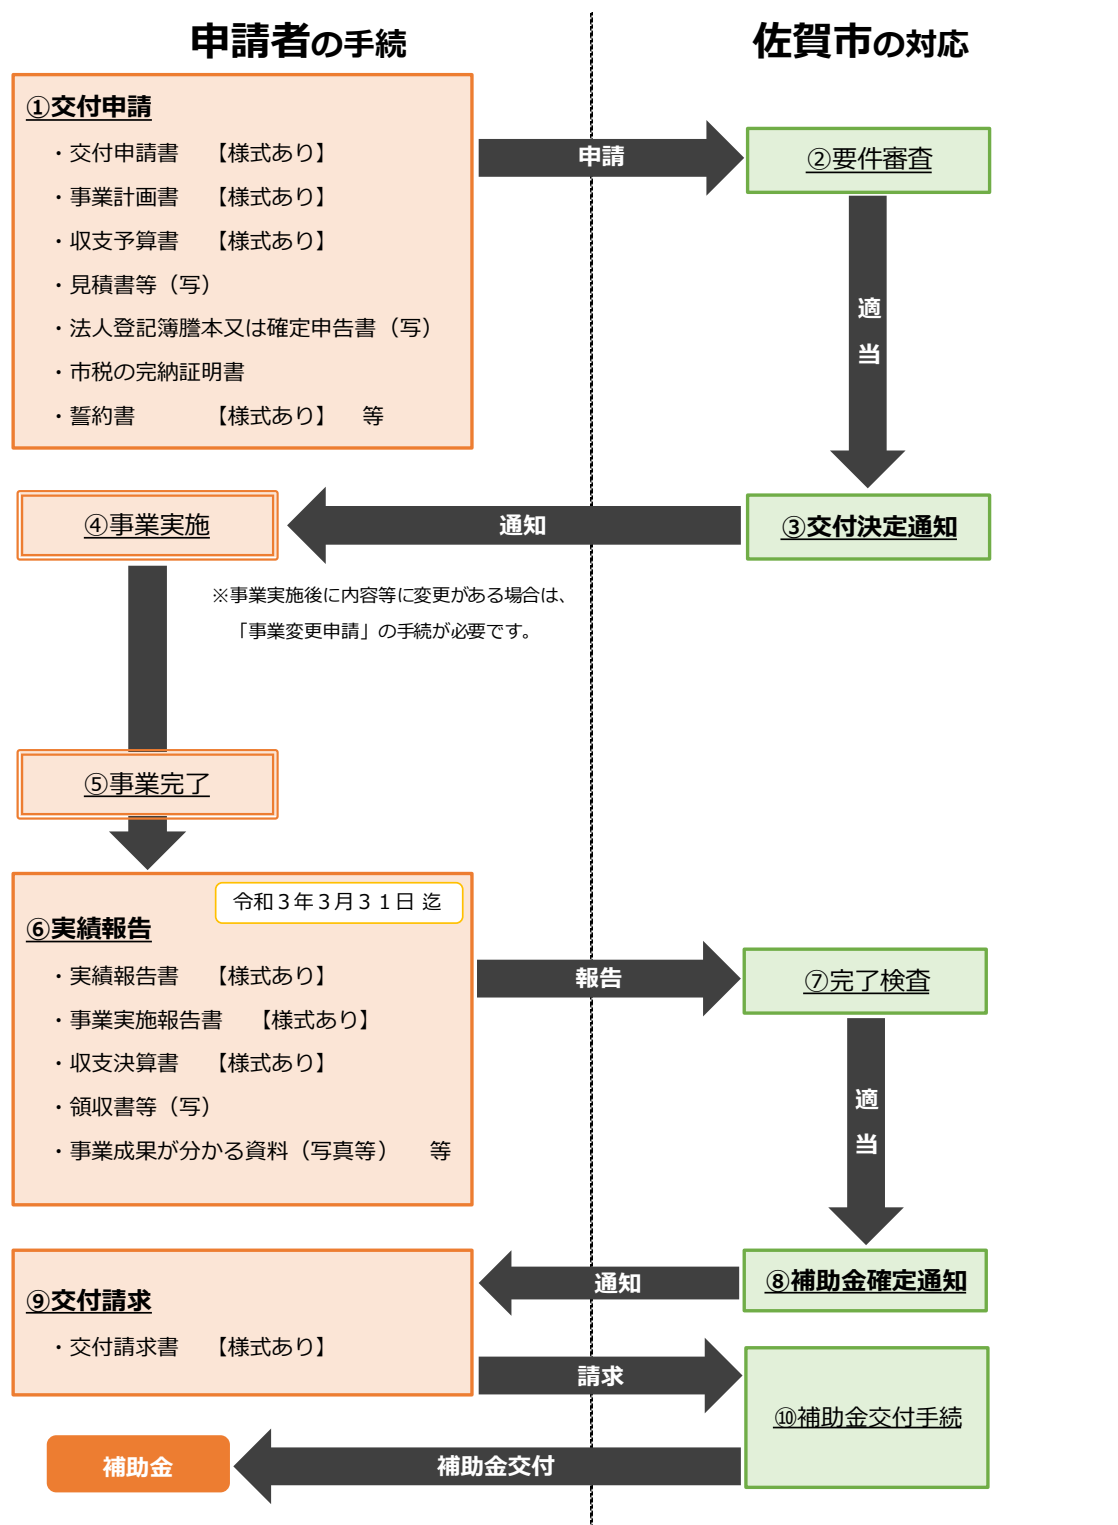 申請者の手続
佐賀市の対応
①交付申請
・交付申請書　【様式あり】
・事業計画書　【様式あり】
・収支予算書　【様式あり】
・見積書等（写）
・法人登記簿謄本又は確定申告書（写）
・市税の完納証明書
・誓約書　　　【様式あり】　等
申請
②要件審査
適
当
③交付決定通知
通知
④事業実施
※事業実施後に内容等に変更がある場合は、
「事業変更申請」の手続が必要です。
⑤事業完了
令和３年３月３１日 迄
⑥実績報告
・実績報告書　【様式あり】
・事業実施報告書　【様式あり】
・収支決算書　【様式あり】
・領収書等（写）
・事業成果が分かる資料（写真等）　等
報告
⑦完了検査
適
当
⑧補助金確定通知
通知
⑨交付請求
・交付請求書　【様式あり】
請求
⑩補助金交付手続
補助金交付
補助金